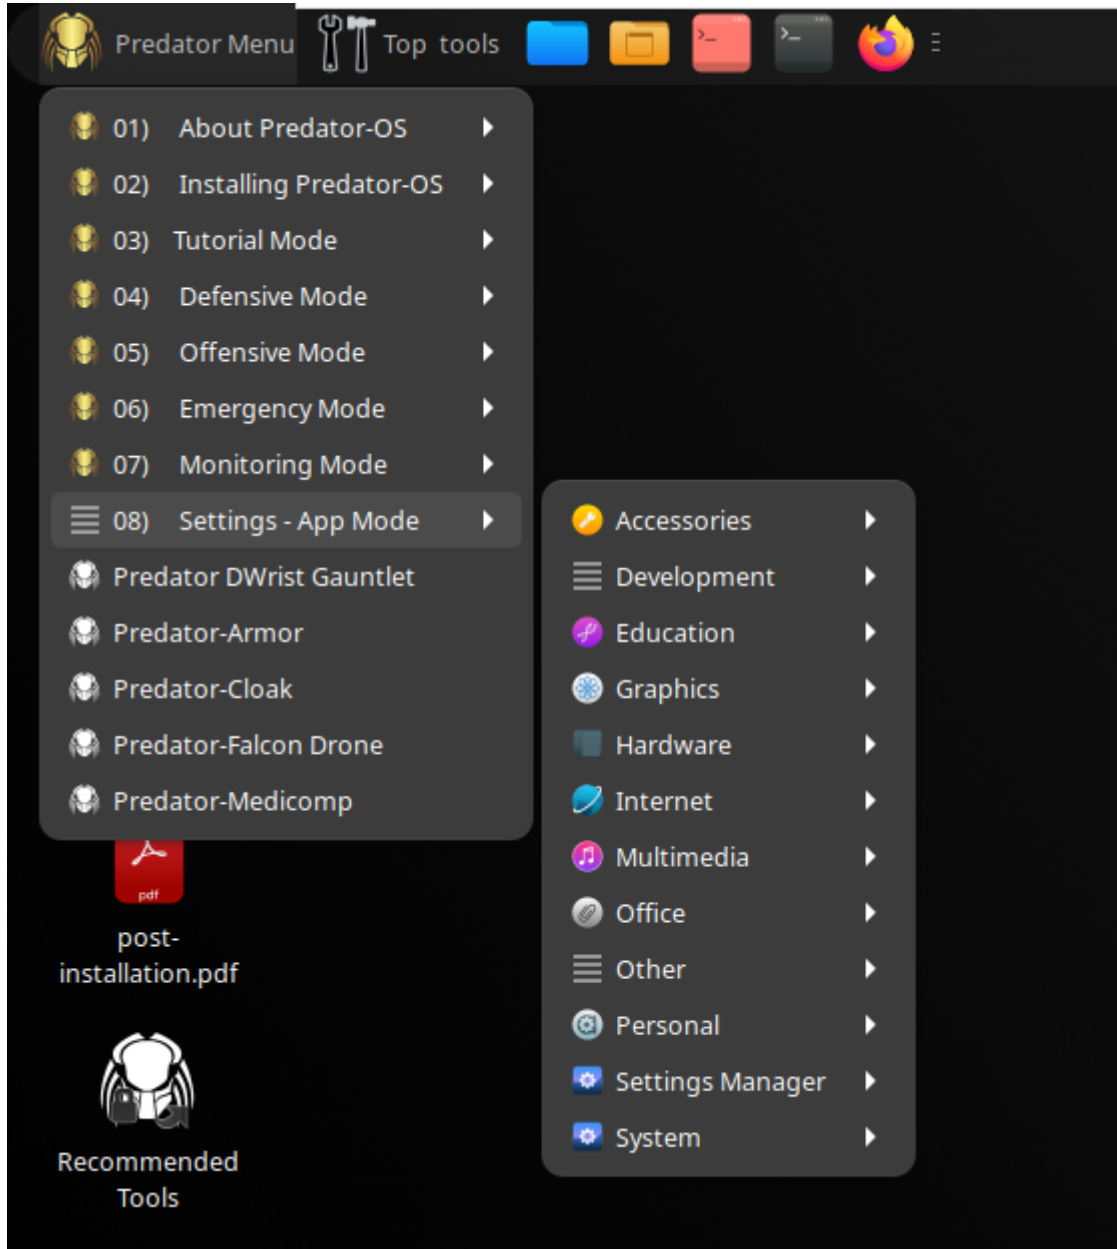 Predator Menu
Top tools
>_
>_
01) About Predator-OS
02) Installing Predator-OS
03) Tutorial Mode
04) Defensive Mode
05) Offensive Mode
06) Emergency Mode
07) Monitoring Mode
08) Settings - App Mode
Predator DWrist Gauntlet
Predator-Armor
Predator-Cloak
Predator-Falcon Drone
Predator-Medicomp
Accessories
Development
Education
Graphics
Hardware
Internet
Multimedia
Office
Other
Personal
Settings Manager
System
pdf
post-
installation.pdf
Recommended
Tools